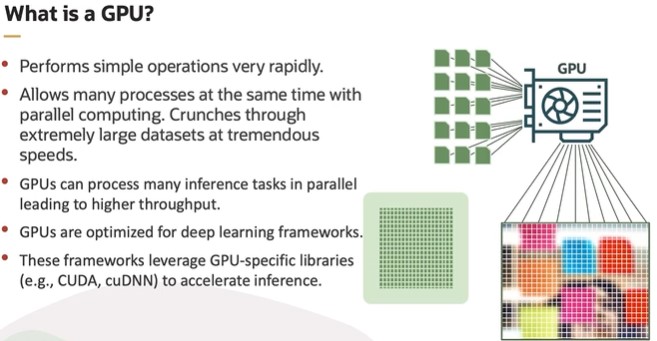 What is a GPU?
Performs simple operations very rapidly.
Allows many processes at the same time with
parallel computing. Crunches through
extremely large datasets at tremendous
speeds.
GPUs can process many inference tasks in parallel
leading to higher throughput.
GPUs are optimized for deep learning frameworks.
These frameworks leverage GPU-specific libraries
(e.g., CUDA, cuDNN) to accelerate inference.
GPU